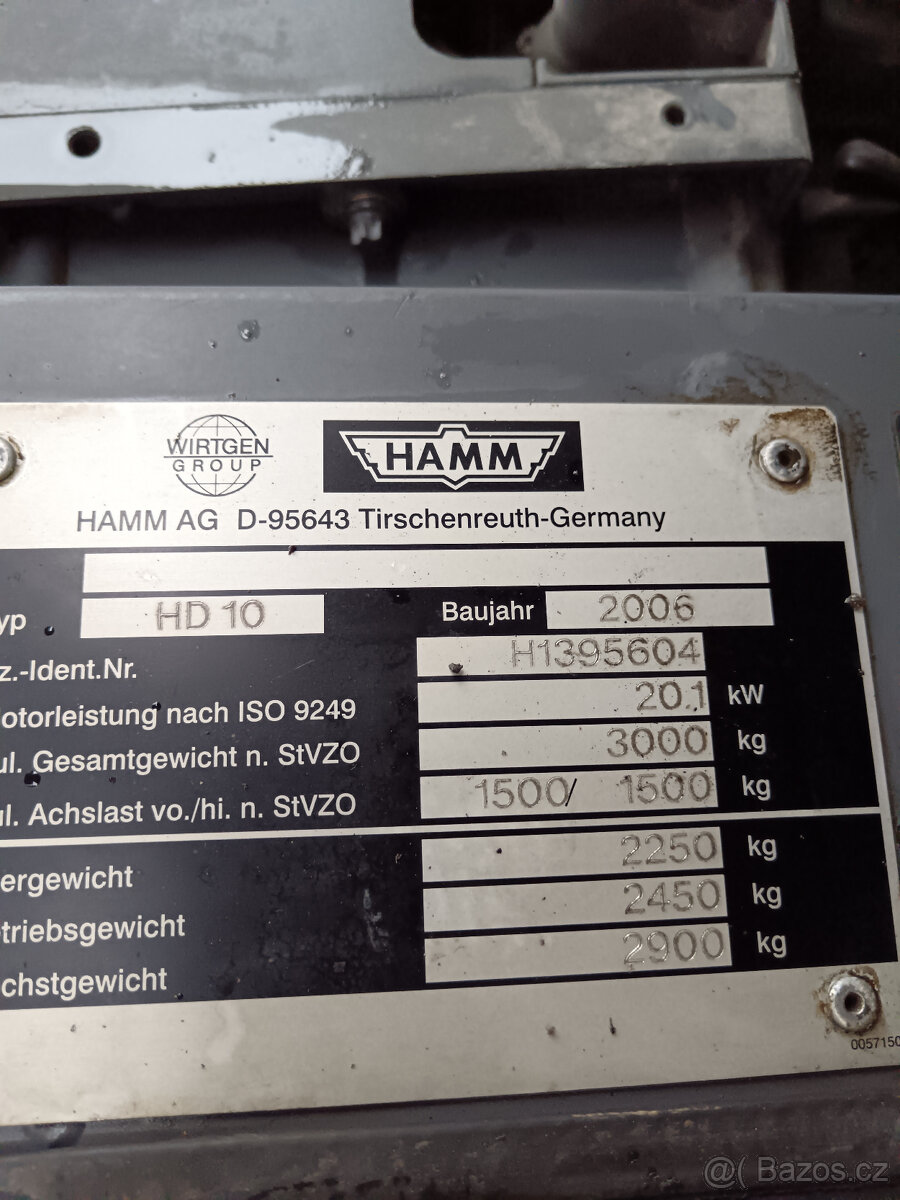 WIRTGEN
GROUP
HAMM
HAMM AG D-95643 Tirschenreuth-Germany
yp HD 10 Baujahr 2006
z.-Ident.Nr. H1395604
otorleistung nach ISO 9249 20.1 kW
ul. Gesamtgewicht n. StVZO 3000 kg
ul. Achslast vo./hi. n. StVZO 1500/ 1500 kg
ergewicht 2250 kg
triebsgewicht 2450 kg
chstgewicht 2900 kg
0057150
@( Bazos.cz